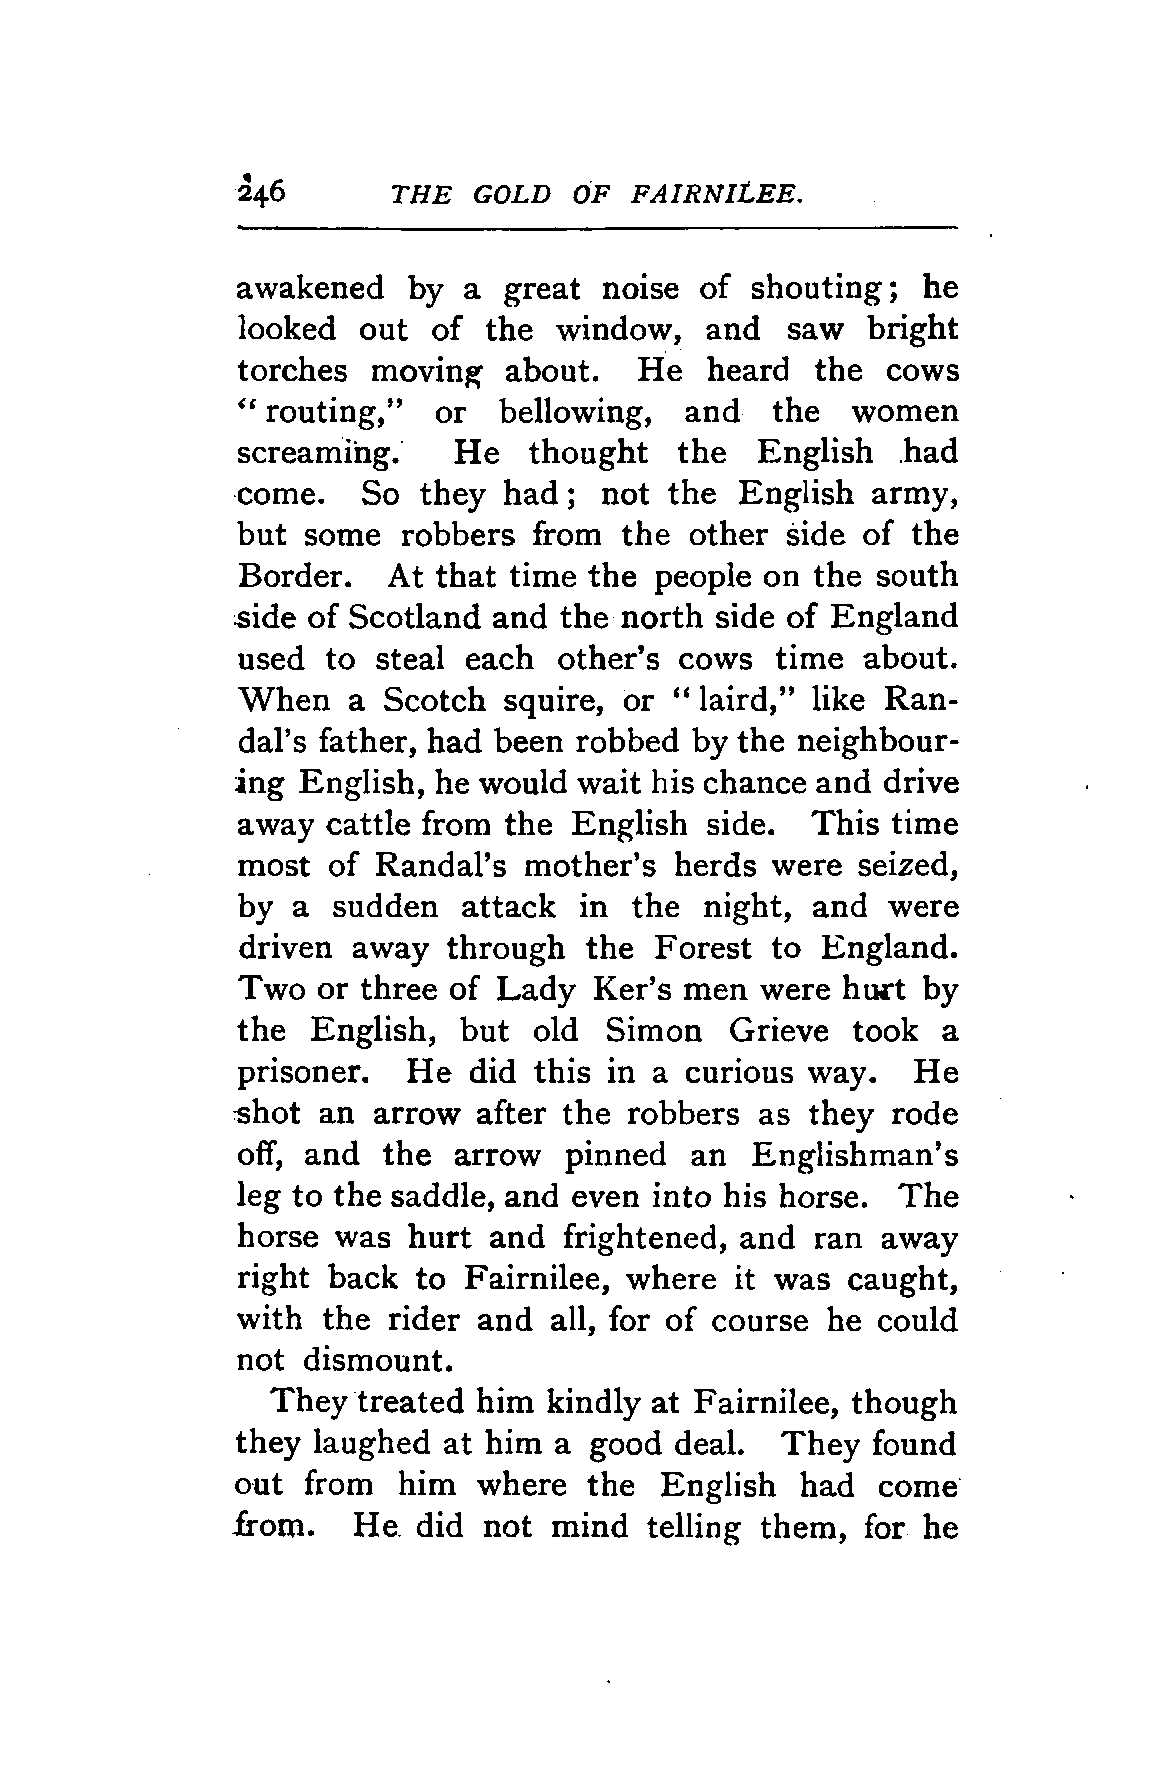 246 THE GOLD OF FAIRNILEE.
awakened by a great noise of shouting; he
looked out of the window, and saw bright
torches moving about. He heard the cows
“routing,” or bellowing, and the women
screaming. He thought the English had
come. So they had; not the English army,
but some robbers from the other side of the
Border. At that time the people on the south
side of Scotland and the north side of England
used to steal each other’s cows time about.
When a Scotch squire, or “laird,” like Ran-
dal’s father, had been robbed by the neighbour-
ing English, he would wait his chance and drive
away cattle from the English side. This time
most of Randal’s mother’s herds were seized,
by a sudden attack in the night, and were
driven away through the Forest to England.
Two or three of Lady Ker’s men were hurt by
the English, but old Simon Grieve took a
prisoner. He did this in a curious way. He
shot an arrow after the robbers as they rode
off, and the arrow pinned an Englishman’s
leg to the saddle, and even into his horse. The
horse was hurt and frightened, and ran away
right back to Fairnilee, where it was caught,
with the rider and all, for of course he could
not dismount.
They treated him kindly at Fairnilee, though
they laughed at him a good deal. They found
out from him where the English had come
from. He did not mind telling them, for he